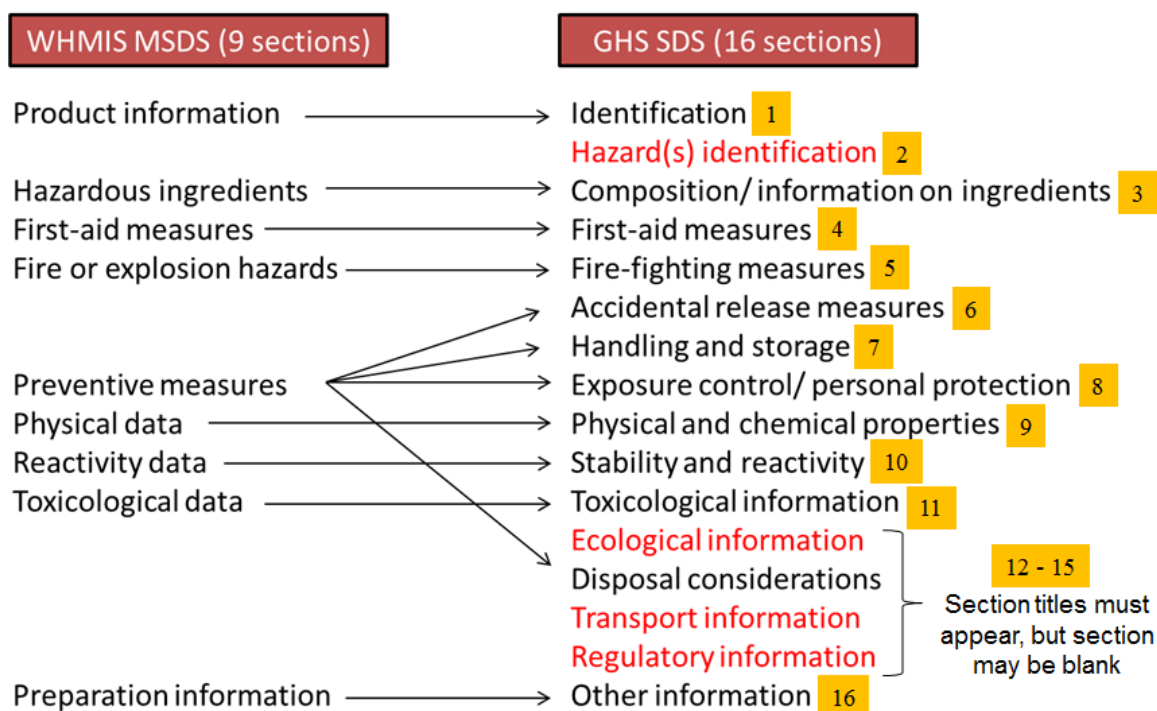 WHMIS MSDS (9 sections) GHS SDS (16 sections)
Product information Identification 1
Hazard(s) identification 2
Hazardous ingredients Composition/ information on ingredients 3
First-aid measures First-aid measures 4
Fire or explosion hazards Fire-fighting measures 5
Accidental release measures 6
Handling and storage 7
Preventive measures Exposure control/ personal protection 8
Physical data Physical and chemical properties 9
Reactivity data Stability and reactivity 10
Toxicological data Toxicological information 11
Ecological information
Disposal considerations
Transport information
Regulatory information
12 - 15
Section titles must
appear, but section
may be blank
Preparation information Other information 16